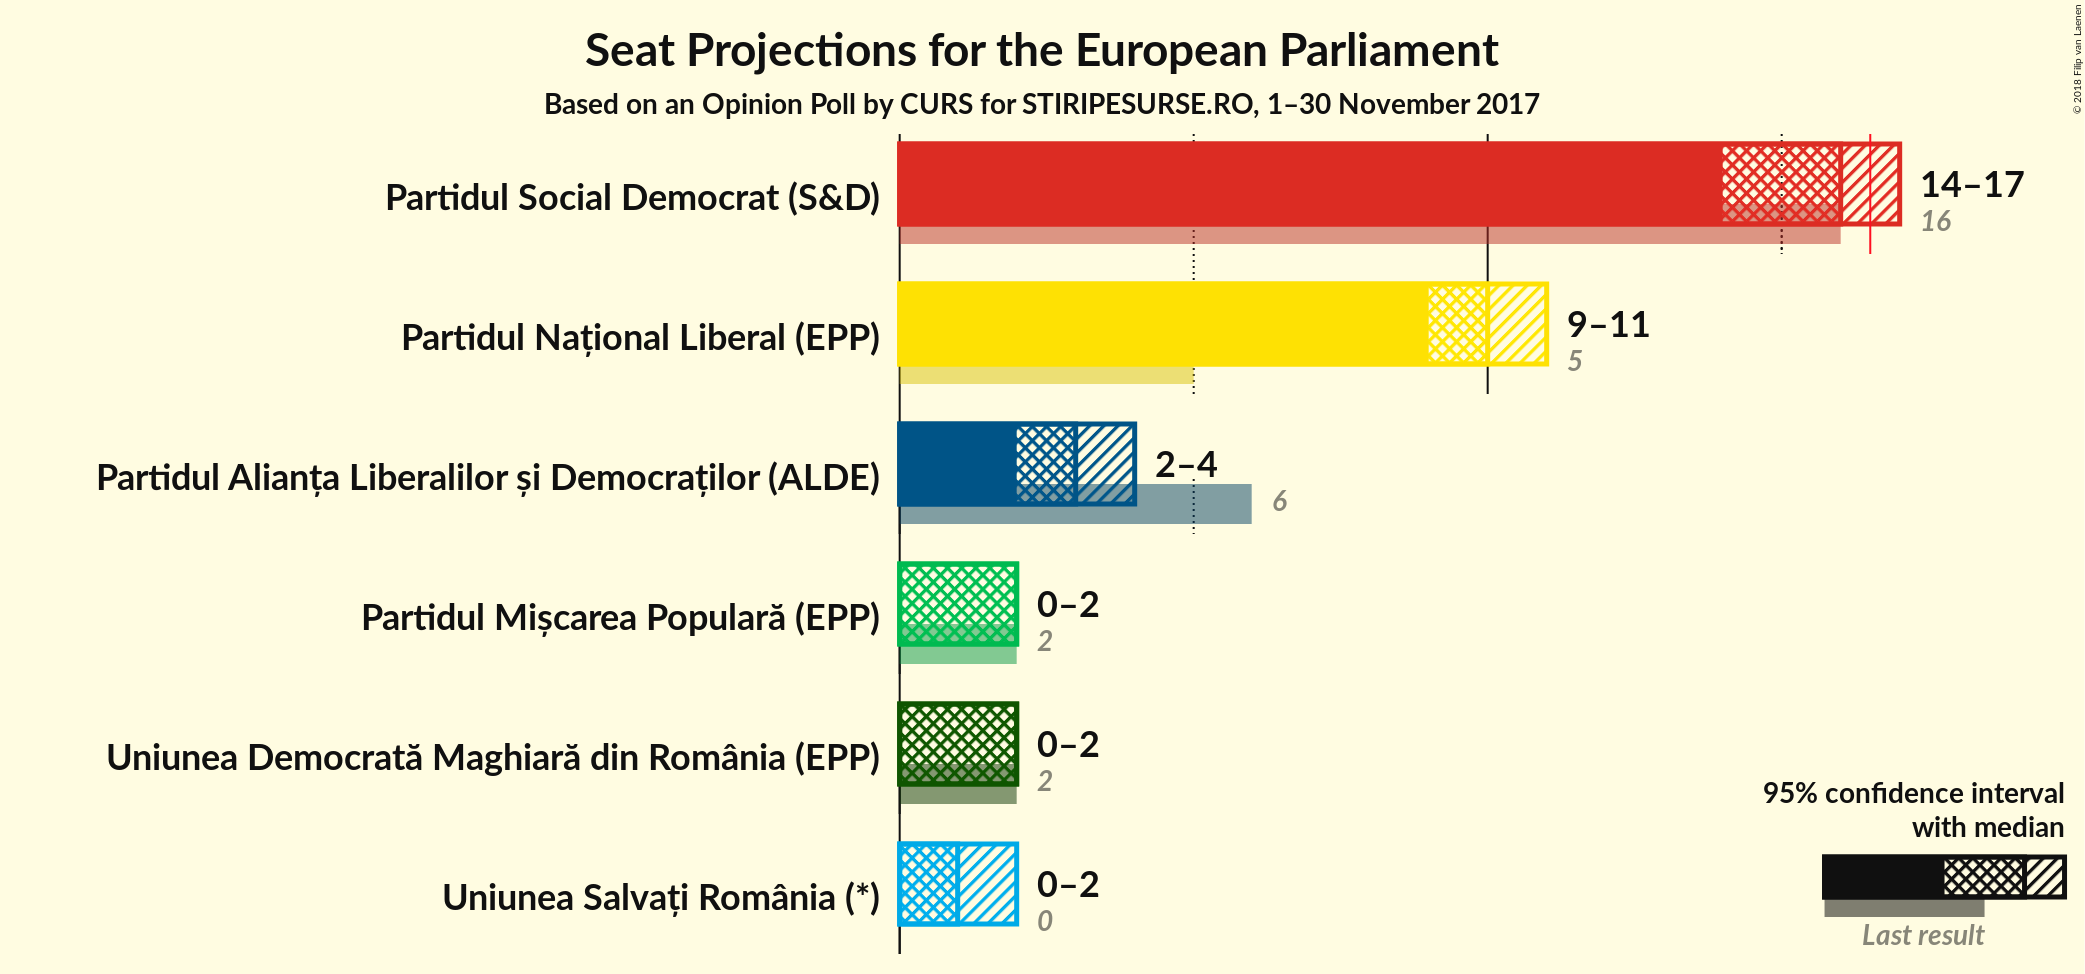 Seat Projections for the European Parliament
Based on an Opinion Poll by CURS for STIRIPESURSE.RO, 1–30 November 2017
© 2018 Filip van Laenen
Partidul Social Democrat (S&D)
14–17
16
Partidul Național Liberal (EPP)
9–11
5
Partidul Alianța Liberalilor și Democraților (ALDE)
2–4
6
Partidul Mișcarea Populară (EPP)
0–2
2
Uniunea Democrată Maghiară din România (EPP)
0–2
2
Uniunea Salvați România (*)
0–2
0
95% confidence interval
with median
Last result